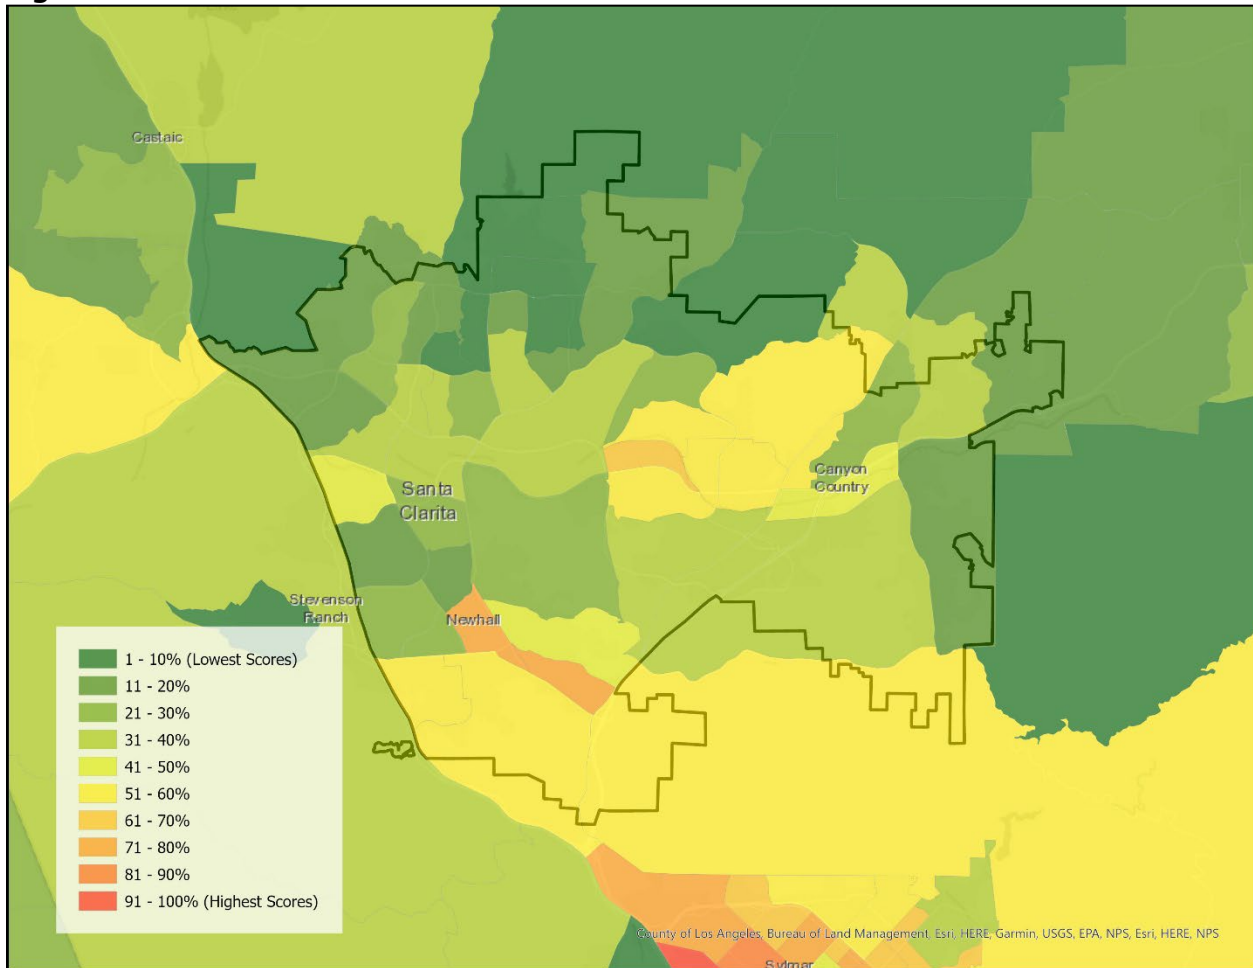 Castaic
Santa
Clarita
Canyon
Country
Stevenson
Ranch
Newhall
1 - 10% (Lowest Scores)
11 - 20%
21 - 30%
31 - 40%
41 - 50%
51 - 60%
61 - 70%
71 - 80%
81 - 90%
91 - 100% (Highest Scores)
County of Los Angeles, Bureau of Land Management, Esri, HERE, Garmin, USGS, EPA, NPS, Esri, HERE, NPS
Sylmar